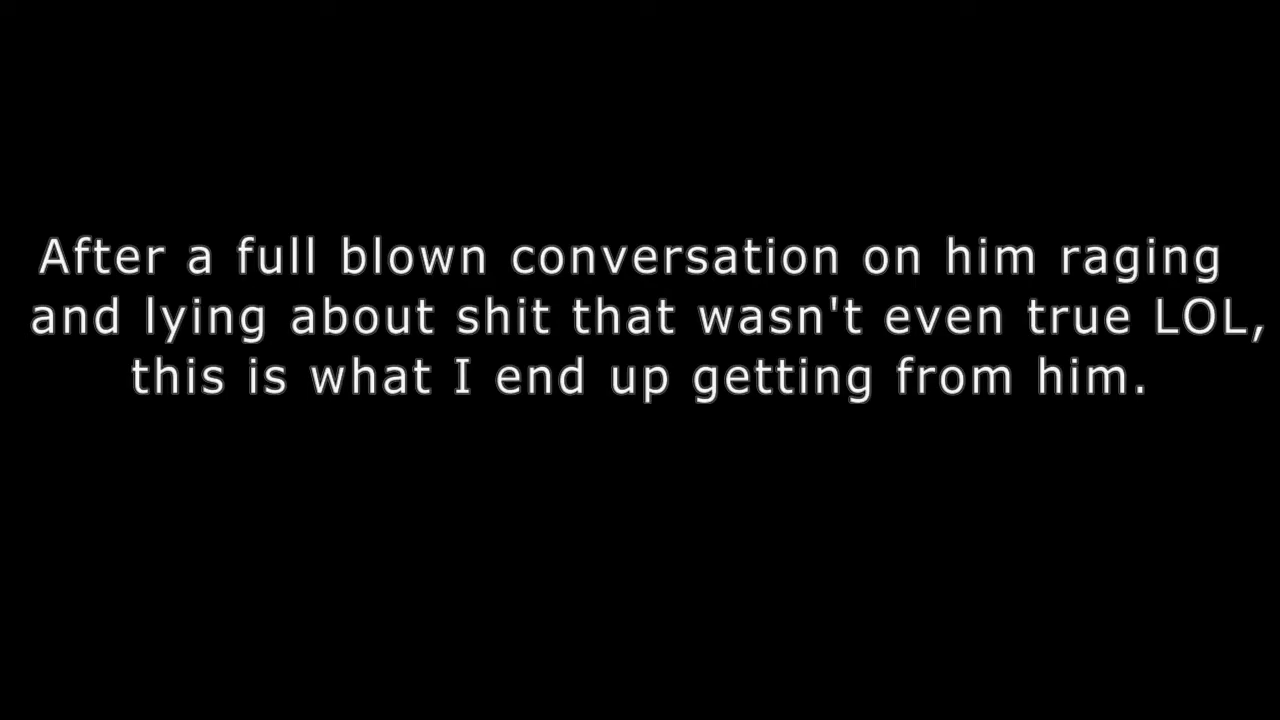 After a full blown conversation on him raging
and lying about shit that wasn't even true LOL,
this is what I end up getting from him.